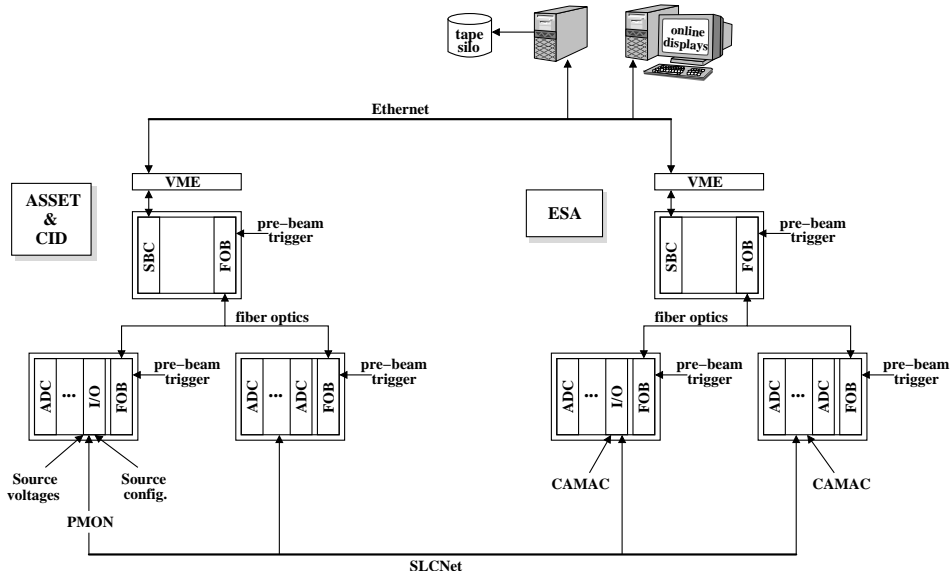 tape
silo
online
displays
Ethernet
VME
VME
ASSET
&
CID
ESA
SBC
FOB
pre−beam
trigger
SBC
FOB
pre−beam
trigger
fiber optics
fiber optics
ADC
...
I/O
FOB
pre−beam
trigger
ADC
...
ADC
FOB
pre−beam
trigger
ADC
...
I/O
FOB
pre−beam
trigger
ADC
...
ADC
FOB
pre−beam
trigger
Source
voltages
Source
config.
CAMAC
CAMAC
PMON
SLCNet